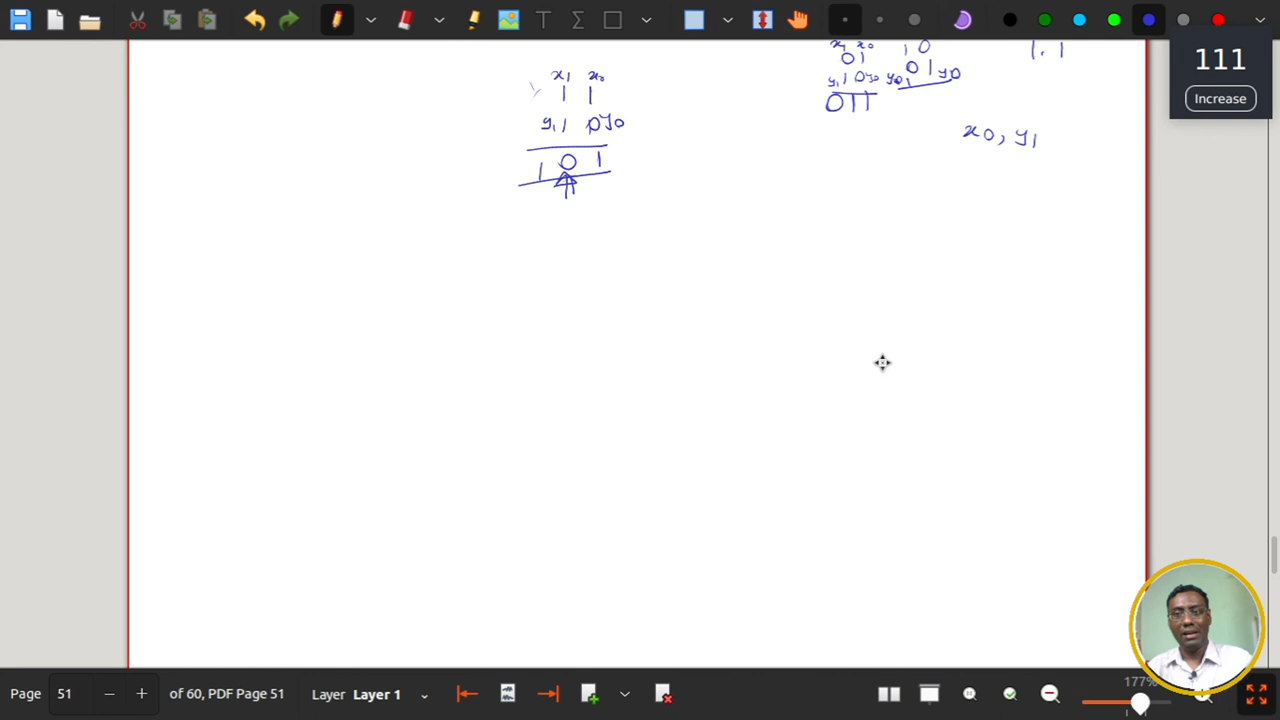 111
Increase
x1 x0
1 1
y1 1 0 y0
1 0 1
x1 x0
0 1
y1 1 0 y0
0 1 1
1 0
0 1 y0
1.1
x0, y1
Page 51 of 60, PDF Page 51
Layer Layer 1
177%